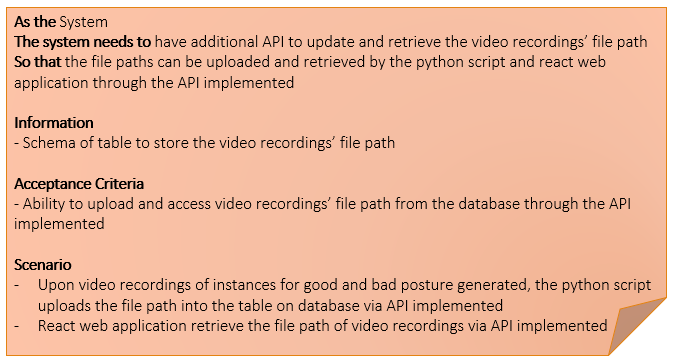 As the System
The system needs to have additional API to update and retrieve the video recordings' file path
So that the file paths can be uploaded and retrieved by the python script and react web
application through the API implemented
Information
- Schema of table to store the video recordings' file path
Acceptance Criteria
- Ability to upload and access video recordings' file path from the database through the API
implemented
Scenario
- Upon video recordings of instances for good and bad posture generated, the python script
uploads the file path into the table on database via API implemented
- React web application retrieve the file path of video recordings via API implemented